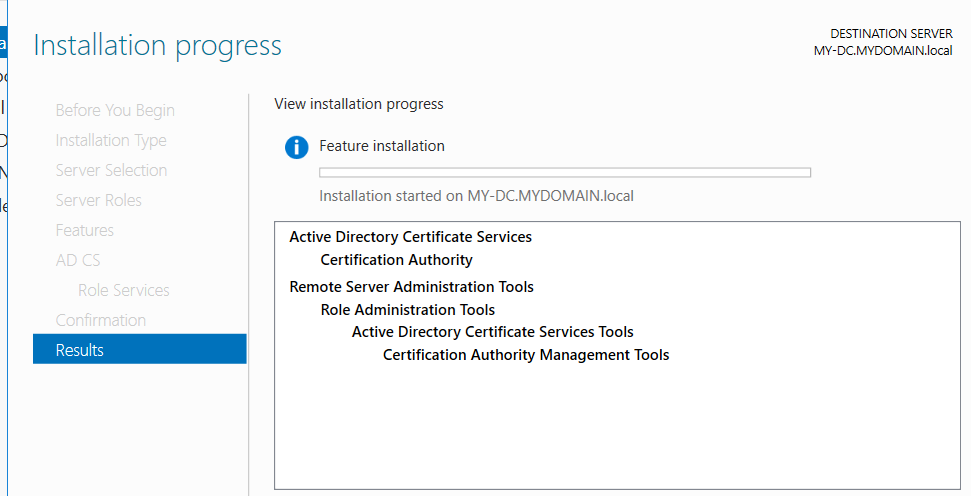 Installation progress
DESTINATION SERVER
MY-DC.MYDOMAIN.local
Before You Begin
Installation Type
Server Selection
Server Roles
Features
AD CS
Role Services
Confirmation
Results
View installation progress
Feature installation
Installation started on MY-DC.MYDOMAIN.local
Active Directory Certificate Services
Certification Authority
Remote Server Administration Tools
Role Administration Tools
Active Directory Certificate Services Tools
Certification Authority Management Tools